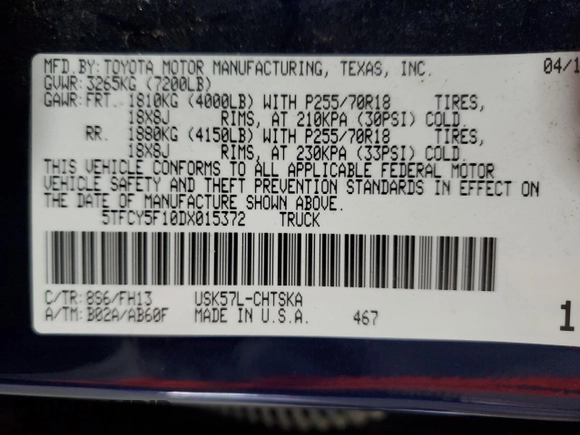 MFD.BY: TOYOTA MOTOR MANUFACTURING, TEXAS, INC. 04/1
GVWR: 3265KG (7200LB)
GAWR: FRT. 1810KG (4000LB) WITH P255/70R18 TIRES,
18X8J RIMS, AT 210KPA (30PSI) COLD.
RR. 1880KG (4150LB) WITH P255/70R18 TIRES,
18X8J RIMS, AT 230KPA (33PSI) COLD.
THIS VEHICLE CONFORMS TO ALL APPLICABLE FEDERAL MOTOR
VEHICLE SAFETY AND THEFT PREVENTION STANDARDS IN EFFECT ON
THE DATE OF MANUFACTURE SHOWN ABOVE.
5TFCY5F10DX015372 TRUCK
C/TR: 8S6/FH13 USK57L-CHTSKA
A/TM: B02A/AB60F MADE IN U.S.A. 467 1